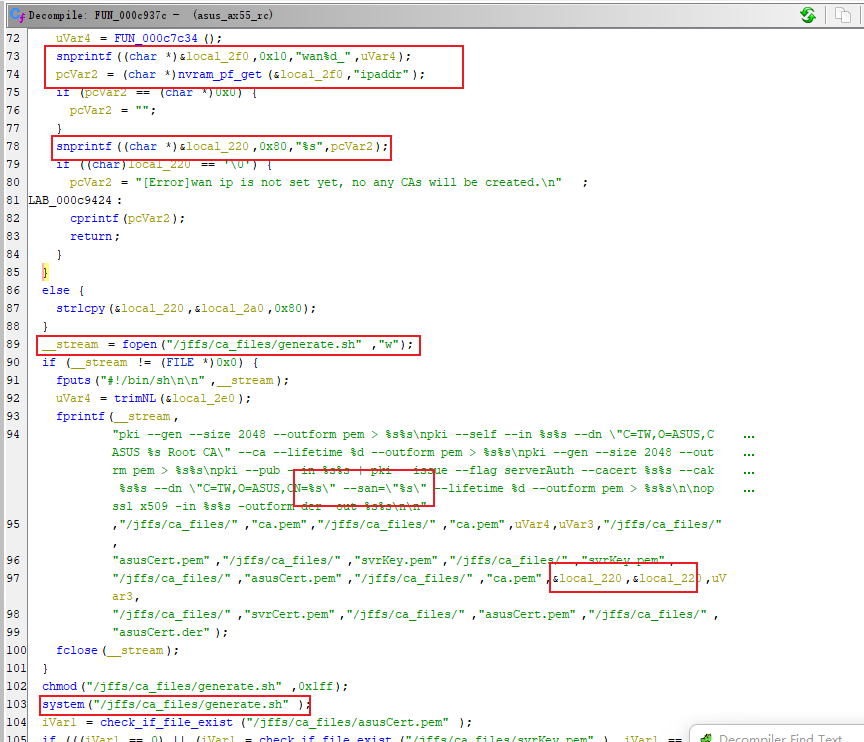 Decompile: FUN_000c937c - (asus_ax55_rc)
72 uVar4 = FUN_000c7c34 ();
73 snprintf ((char *)&local_2f0 ,0x10,"wan%d_",uVar4);
74 pcVar2 = (char *)nvram_pf_get (&local_2f0 ,"ipaddr" );
75 if (pcVar2 == (char *)0x0) {
76 pcVar2 = "";
77 }
78 snprintf ((char *)&local_220 ,0x80,"%s",pcVar2);
79 if ((char)local_220 == '\0') {
80 pcVar2 = "[Error]wan ip is not set yet, no any CAs will be created.\n" ;
81 LAB_000c9424 :
82 cprintf (pcVar2);
83 return;
84 }
85 }
86 else {
87 strlcpy (&local_220 ,&local_2a0 ,0x80);
88 }
89 __stream = fopen ("/jffs/ca_files/generate.sh" ,"w");
90 if (__stream != (FILE *)0x0) {
91 fputs ("#!/bin/sh\n\n" ,__stream );
92 uVar4 = trimNL (&local_2e0 );
93 fprintf (__stream ,
94 "pki --gen --size 2048 --outform pem > %s%s\npki --self --in %s%s --dn \"C=TW,O=ASUS,C ...
ASUS %s Root CA\" --ca --lifetime %d --outform pem > %s%s\npki --gen --size 2048 --out ...
rm pem > %s%s\npki --pub --in %s%s | pki --issue --flag serverAuth --cacert %s%s --cak ...
%s%s --dn \"C=TW,O=ASUS,CN=%s\" --san=\"%s\" --lifetime %d --outform pem > %s%s\n\nop ...
ssl x509 -in %s%s -outform der -out %s%s\n\n"
95 ,"/jffs/ca_files/" ,"ca.pem" ,"/jffs/ca_files/" ,"ca.pem" ,uVar4 ,uVar3 ,"/jffs/ca_files/"
,
96 "asusCert.pem" ,"/jffs/ca_files/" ,"svrKey.pem" ,"/jffs/ca_files/" ,"svrKey.pem" ,
97 "/jffs/ca_files/" ,"asusCert.pem" ,"/jffs/ca_files/" ,"ca.pem" ,&local_220 ,&local_220 ,uV
ar3,
98 "/jffs/ca_files/" ,"svrCert.pem" ,"/jffs/ca_files/" ,"asusCert.pem" ,"/jffs/ca_files/" ,
99 "asusCert.der" );
100 fclose (__stream );
101 }
102 chmod ("/jffs/ca_files/generate.sh" ,0x1ff);
103 system ("/jffs/ca_files/generate.sh" );
104 iVar1 = check_if_file_exist ("/jffs/ca_files/asusCert.pem" );
105 if (((iVar1 == 0) || (iVar1 = check_if_file_exist ("/jffs/ca_files/svrKey.pem" ), iVar1 ==
Decompiler Find Text